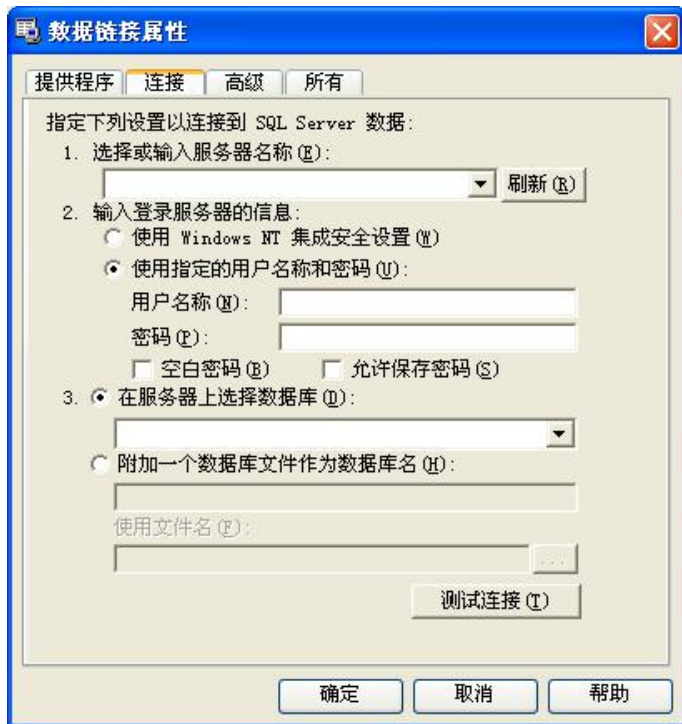 数据链接属性
提供程序 连接 高级 所有
指定下列设置以连接到 SQL Server 数据:
1. 选择或输入服务器名称(E):
刷新(R)
2. 输入登录服务器的信息:
使用 Windows NT 集成安全设置(W)
使用指定的用户名称和密码(U):
用户名称(N):
密码(P):
空白密码(B) 允许保存密码(S)
3. 在服务器上选择数据库(D):
附加一个数据库文件作为数据库名(H):
使用文件名(F):
...
测试连接(T)
确定 取消 帮助